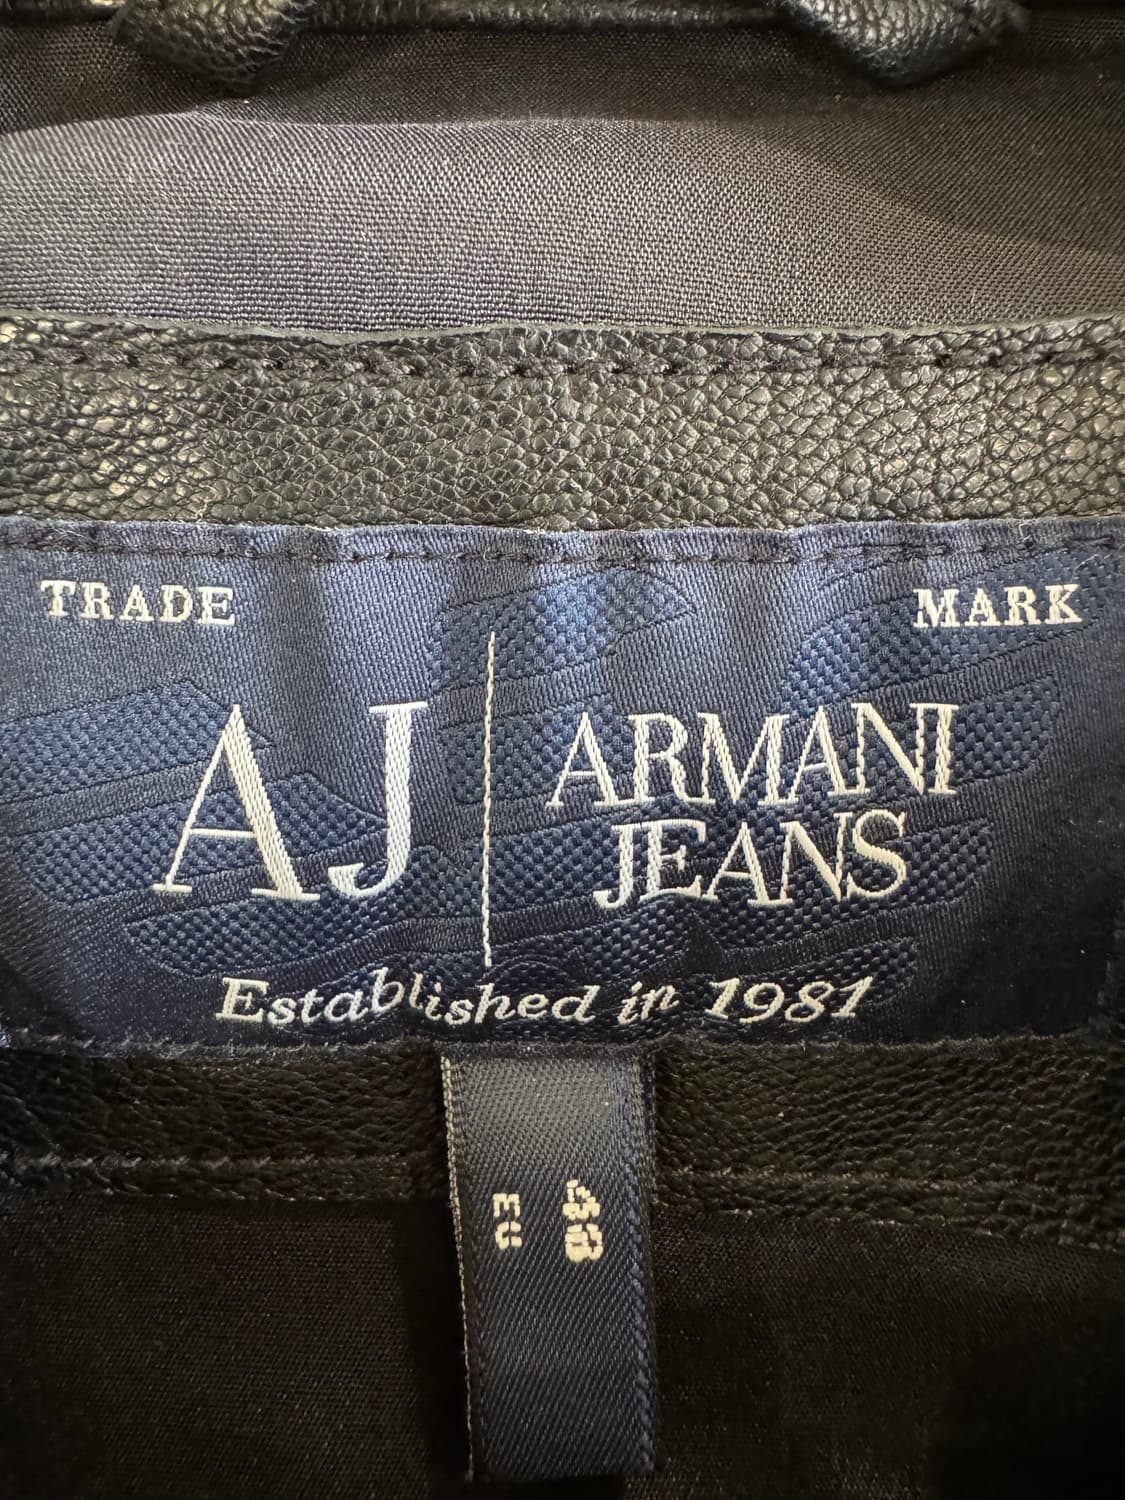 TRADE MARK
AJ ARMANI
JEANS
Established in 1981
EU